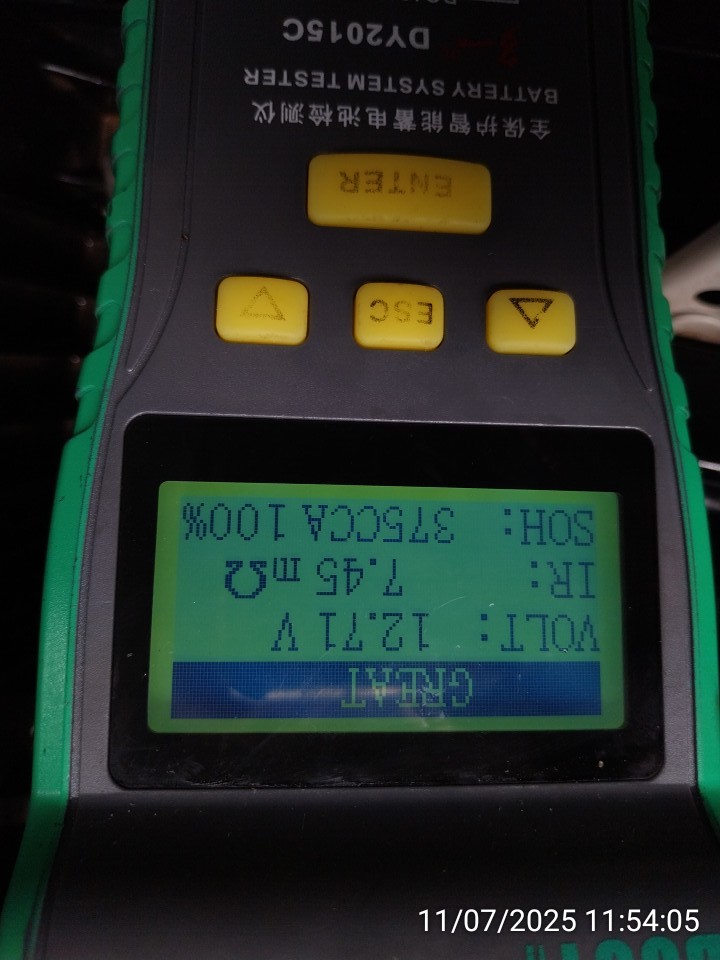 GREAT
VOLT: 12.71 V
IR: 7.45 mΩ
SOH: 375CCA 100%
ESC
ENTER
全保护智能蓄电池检测仪
BATTERY SYSTEM TESTER
DY2015C
11/07/2025 11:54:05